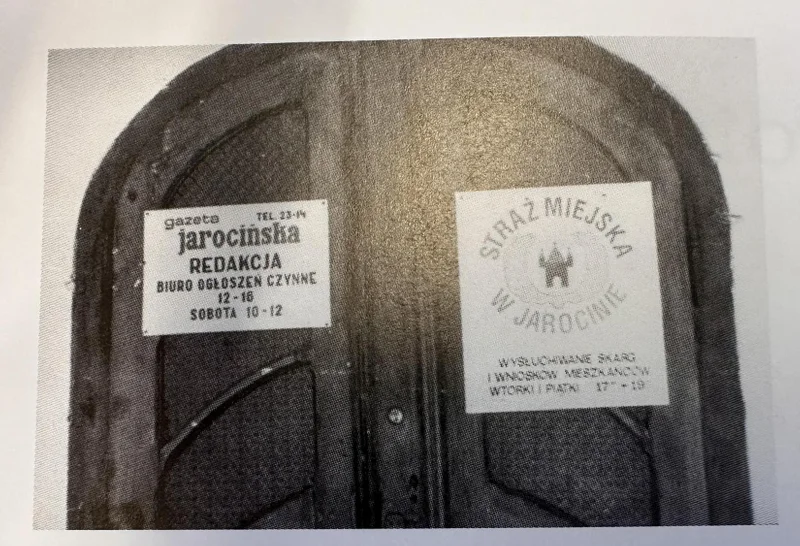 gazeta TEL. 23-14
jarocińska
REDAKCJA
BIURO OGŁOSZEŃ CZYNNE
12-16
SOBOTA 10-12
STRAŻ MIEJSKA
W JAROCINIE
WYSŁUCHIWANIE SKARG
I WNIOSKÓW MIESZKAŃCÓW
WTORKI I PIĄTKI